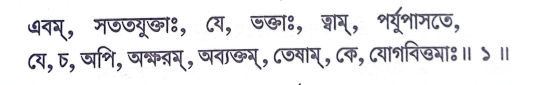 এবম্, সততযুক্তাঃ, যে, ভক্তাঃ, ত্বাম্, পর্যুপাসতে,
যে, চ, অপি, অক্ষরম্, অব্যক্তম্, তেষাম্, কে, যোগবিত্তমাঃ॥ ১ ॥